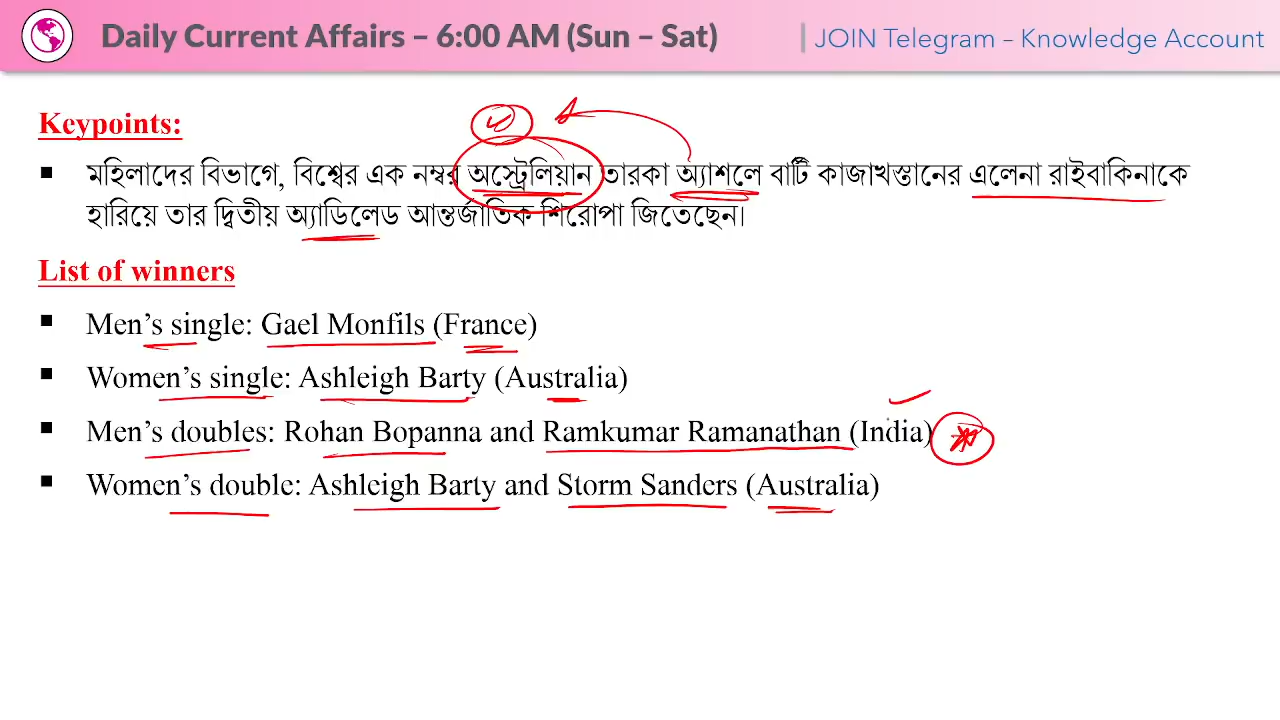 Daily Current Affairs – 6:00 AM (Sun – Sat)
JOIN Telegram – Knowledge Account
Keypoints:
▪ মহিলাদের বিভাগে, বিশ্বের এক নম্বর অস্ট্রেলিয়ান তারকা অ্যাশলে বার্টি কাজাখস্তানের এলেনা রাইবাকিনাকে
হারিয়ে তার দ্বিতীয় অ্যাডিলেড আন্তর্জাতিক শিরোপা জিতেছেন।
List of winners
▪ Men’s single: Gael Monfils (France)
▪ Women’s single: Ashleigh Barty (Australia)
▪ Men’s doubles: Rohan Bopanna and Ramkumar Ramanathan (India)
▪ Women’s double: Ashleigh Barty and Storm Sanders (Australia)